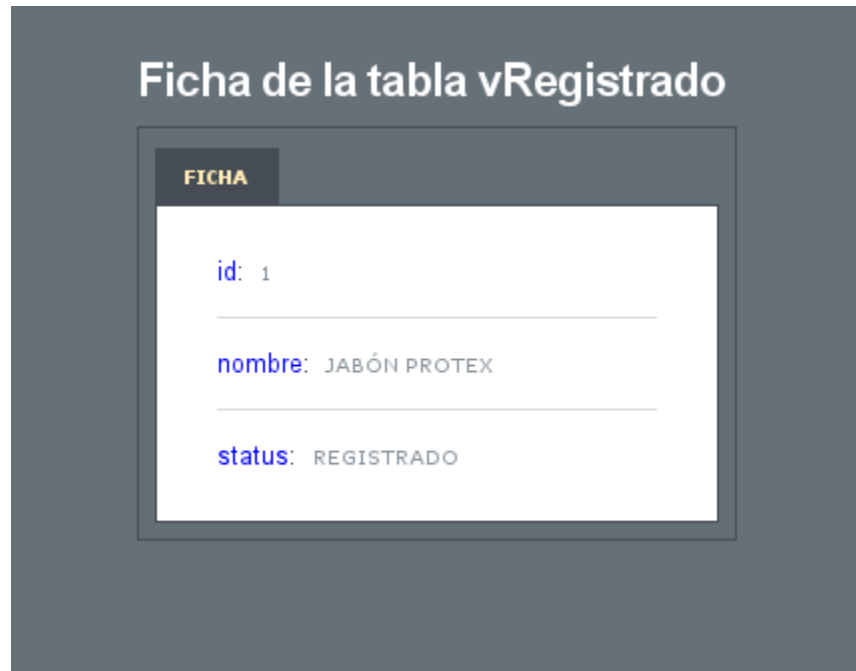 Ficha de la tabla vRegistrado
FICHA
id: 1
nombre: JABÓN PROTEX
status: REGISTRADO